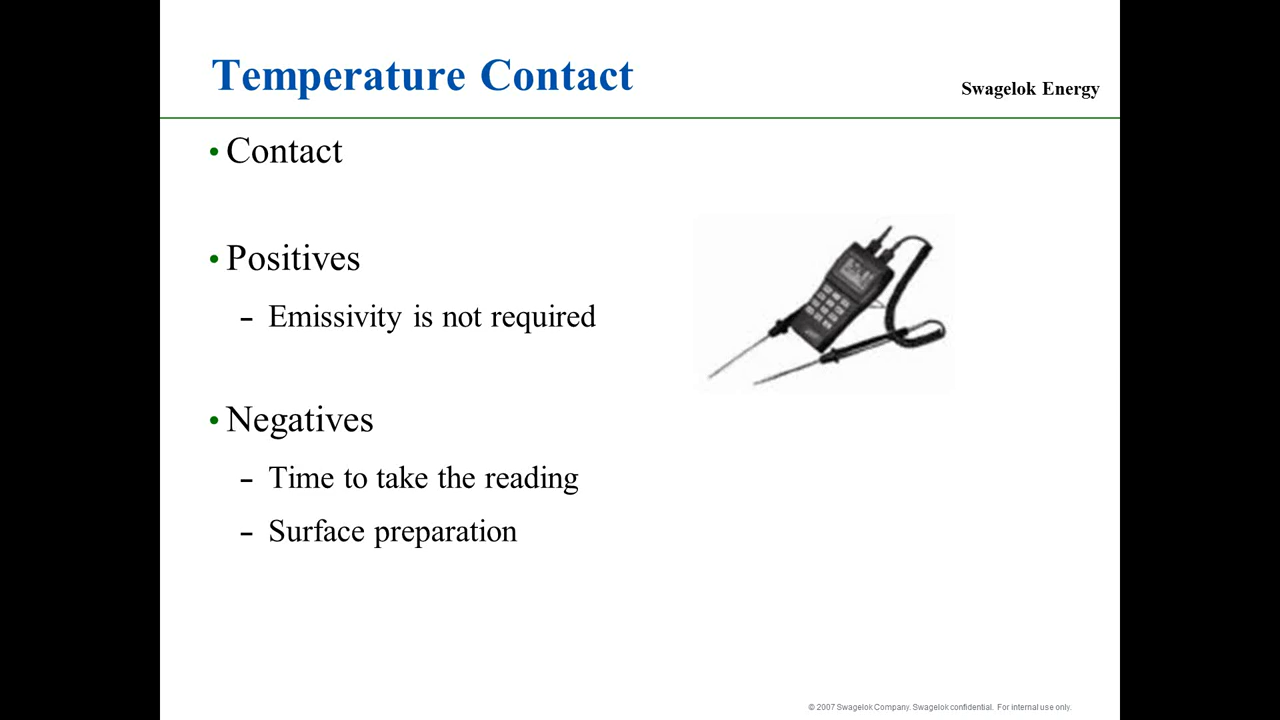 Temperature Contact
Swagelok Energy
• Contact
• Positives
– Emissivity is not required
• Negatives
– Time to take the reading
– Surface preparation
© 2007 Swagelok Company. Swagelok confidential. For internal use only.